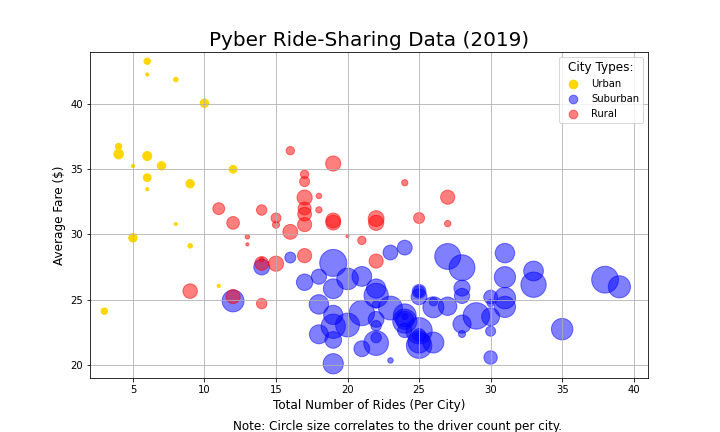 Pyber Ride-Sharing Data (2019)
City Types:
Urban
Suburban
Rural
Average Fare ($)
40
35
30
25
20
5 10 15 20 25 30 35 40
Total Number of Rides (Per City)
Note: Circle size correlates to the driver count per city.